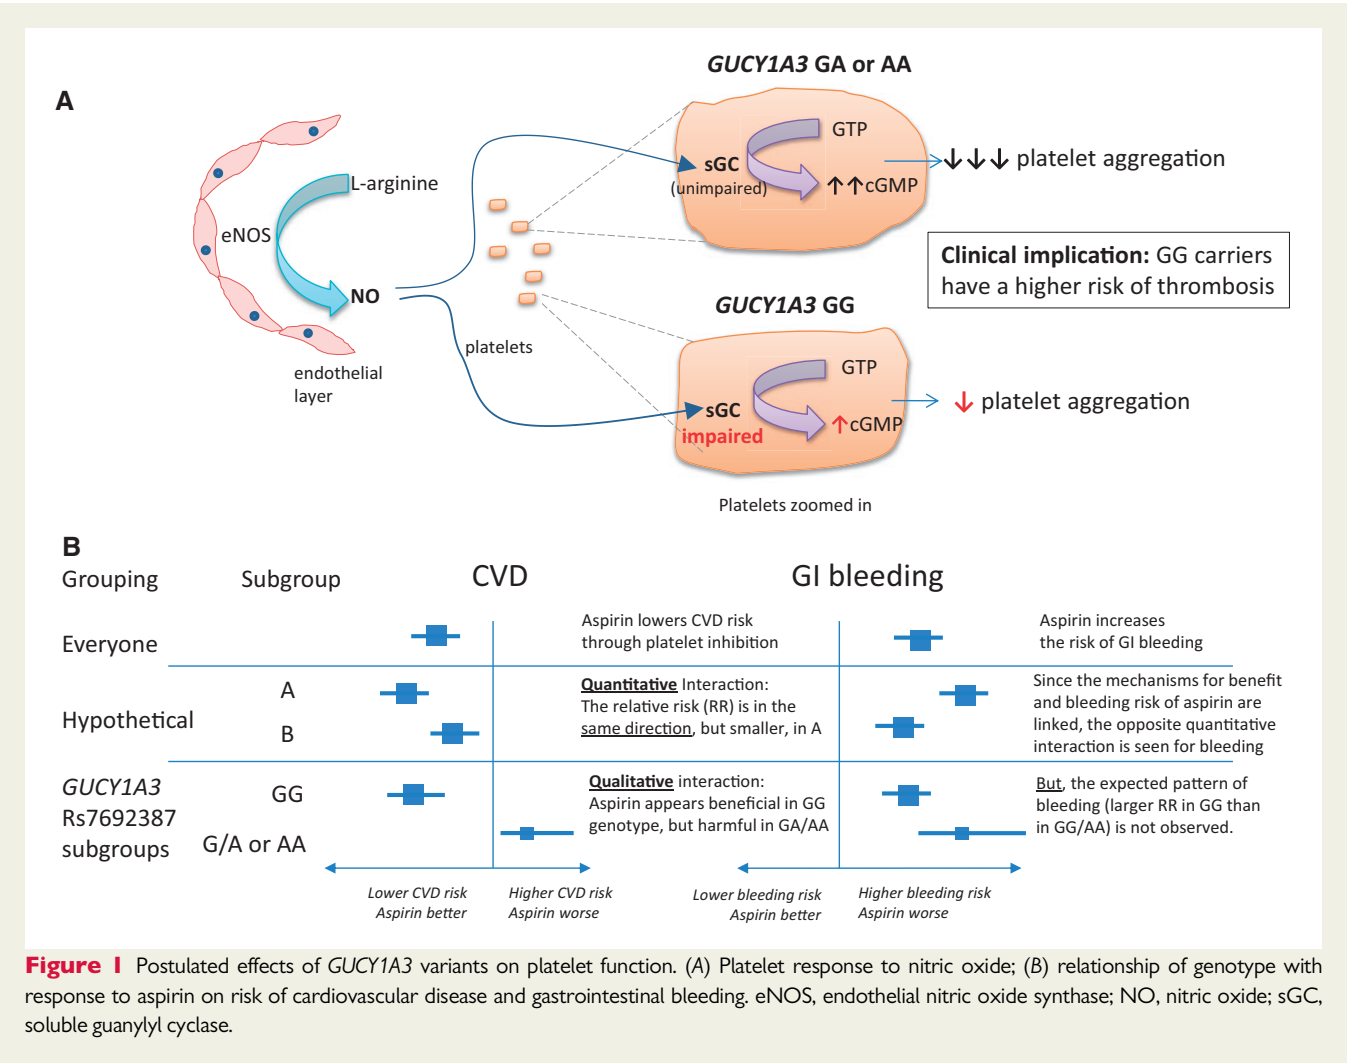 A
GUCY1A3 GA or AA
GTP
sGC
(unimpaired)
↑↑cGMP
↓↓↓ platelet aggregation
L-arginine
eNOS
NO
Clinical implication: GG carriers
have a higher risk of thrombosis
GUCY1A3 GG
platelets
endothelial
layer
GTP
sGC
impaired
↑cGMP
↓ platelet aggregation
Platelets zoomed in
B
Grouping
Subgroup
CVD
GI bleeding
Everyone
Aspirin lowers CVD risk
through platelet inhibition
Aspirin increases
the risk of GI bleeding
Hypothetical
A
B
Quantitative Interaction:
The relative risk (RR) is in the
same direction, but smaller, in A
Since the mechanisms for benefit
and bleeding risk of aspirin are
linked, the opposite quantitative
interaction is seen for bleeding
GUCY1A3
Rs7692387
subgroups
GG
G/A or AA
Qualitative interaction:
Aspirin appears beneficial in GG
genotype, but harmful in GA/AA
But, the expected pattern of
bleeding (larger RR in GG than
in GG/AA) is not observed.
Lower CVD risk
Aspirin better
Higher CVD risk
Aspirin worse
Lower bleeding risk
Aspirin better
Higher bleeding risk
Aspirin worse
Figure 1 Postulated effects of GUCY1A3 variants on platelet function. (A) Platelet response to nitric oxide; (B) relationship of genotype with
response to aspirin on risk of cardiovascular disease and gastrointestinal bleeding. eNOS, endothelial nitric oxide synthase; NO, nitric oxide; sGC,
soluble guanylyl cyclase.